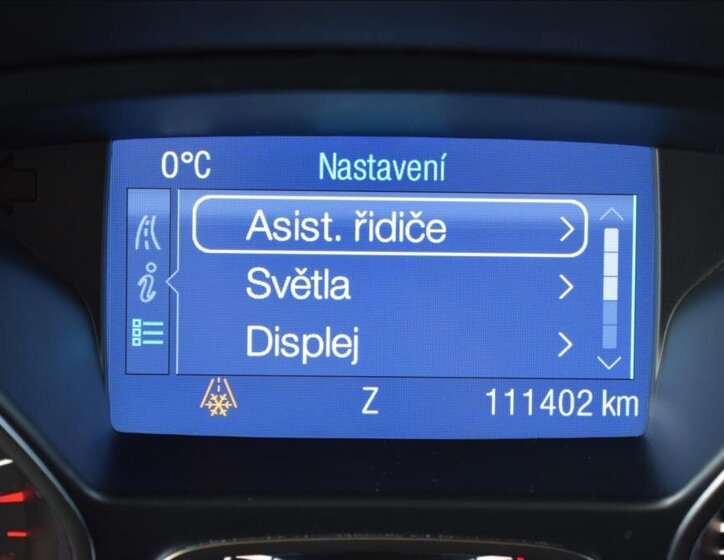 0°C Nastavení
Asist. řidiče
Světla
Displej
Z 111402 km